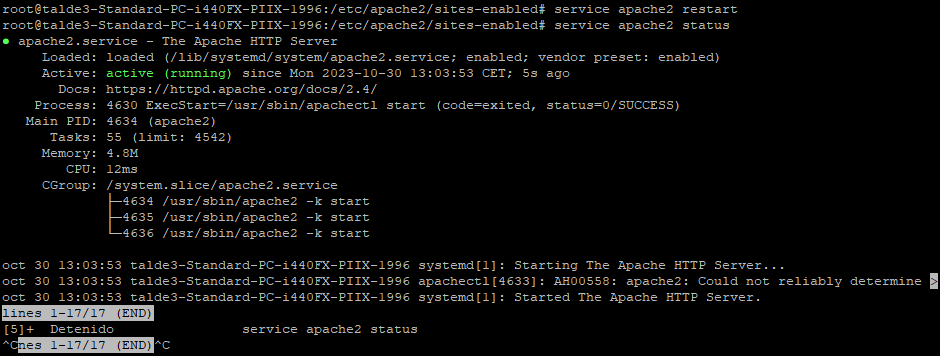 root@talde3-Standard-PC-i440FX-PIIX-1996:/etc/apache2/sites-enabled# service apache2 restart
root@talde3-Standard-PC-i440FX-PIIX-1996:/etc/apache2/sites-enabled# service apache2 status
● apache2.service - The Apache HTTP Server
Loaded: loaded (/lib/systemd/system/apache2.service; enabled; vendor preset: enabled)
Active: active (running) since Mon 2023-10-30 13:03:53 CET; 5s ago
Docs: https://httpd.apache.org/docs/2.4/
Process: 4630 ExecStart=/usr/sbin/apachectl start (code=exited, status=0/SUCCESS)
Main PID: 4634 (apache2)
Tasks: 55 (limit: 4542)
Memory: 4.8M
CPU: 12ms
CGroup: /system.slice/apache2.service
├─4634 /usr/sbin/apache2 -k start
├─4635 /usr/sbin/apache2 -k start
└─4636 /usr/sbin/apache2 -k start
oct 30 13:03:53 talde3-Standard-PC-i440FX-PIIX-1996 systemd[1]: Starting The Apache HTTP Server...
oct 30 13:03:53 talde3-Standard-PC-i440FX-PIIX-1996 apachectl[4633]: AH00558: apache2: Could not reliably determine >
oct 30 13:03:53 talde3-Standard-PC-i440FX-PIIX-1996 systemd[1]: Started The Apache HTTP Server.
lines 1-17/17 (END)
[5]+  Detenido                service apache2 status
^Cnes 1-17/17 (END)^C